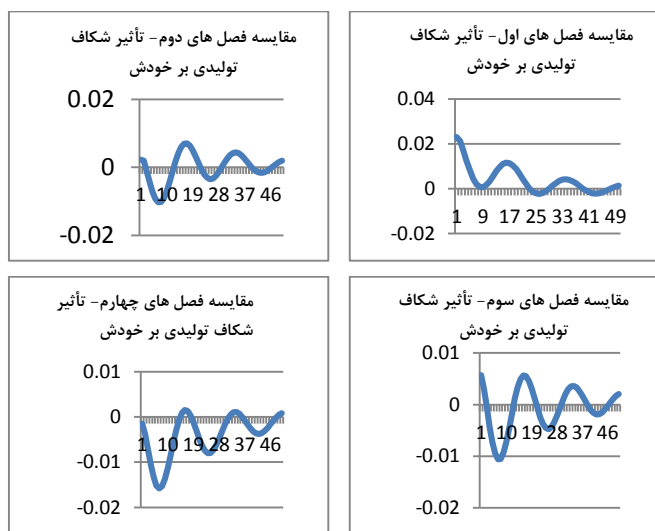 مقایسه فصل های اول- تأثیر شکاف
تولیدی بر خودش
0.04
0.02
0
-0.02
1 9 17 25 33 41 49
مقایسه فصل های دوم- تأثیر شکاف
تولیدی بر خودش
0.02
0
-0.02
1 10 19 28 37 46
مقایسه فصل های سوم- تأثیر شکاف
تولیدی بر خودش
0.01
0
-0.01
-0.02
1 10 19 28 37 46
مقایسه فصل های چهارم- تأثیر
شکاف تولیدی بر خودش
0.01
0
-0.01
-0.02
1 10 19 28 37 46